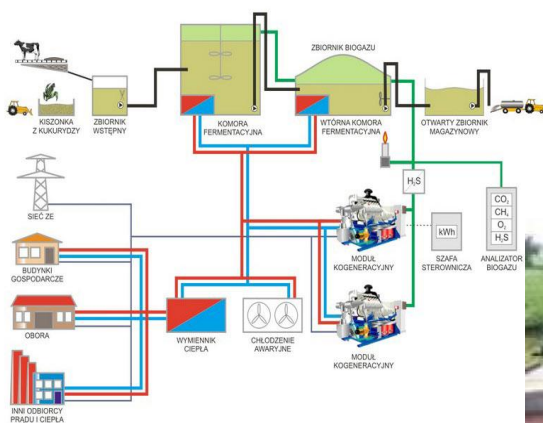 ZBIORNIK BIOGAZU
KISZONKA
Z KUKURYDZY
ZBIORNIK
WSTĘPNY
KOMORA
FERMENTACYJNA
WTÓRNA KOMORA
FERMENTACYJNA
OTWARTY ZBIORNIK
MAGAZYNOWY
H₂S
SIEĆ ZE
CO₂
CH₄
O₂
H₂S
kWh
BUDYNKI
GOSPODARCZE
MODUŁ
KOGENERACYJNY
SZAFA
STEROWNICZA
ANALIZATOR
BIOGAZU
OBORA
WYMIENNIK
CIEPŁA
CHŁODZENIE
AWARYJNE
MODUŁ
KOGENERACYJNY
INNI ODBIORCY
PRĄDU I CIEPŁA